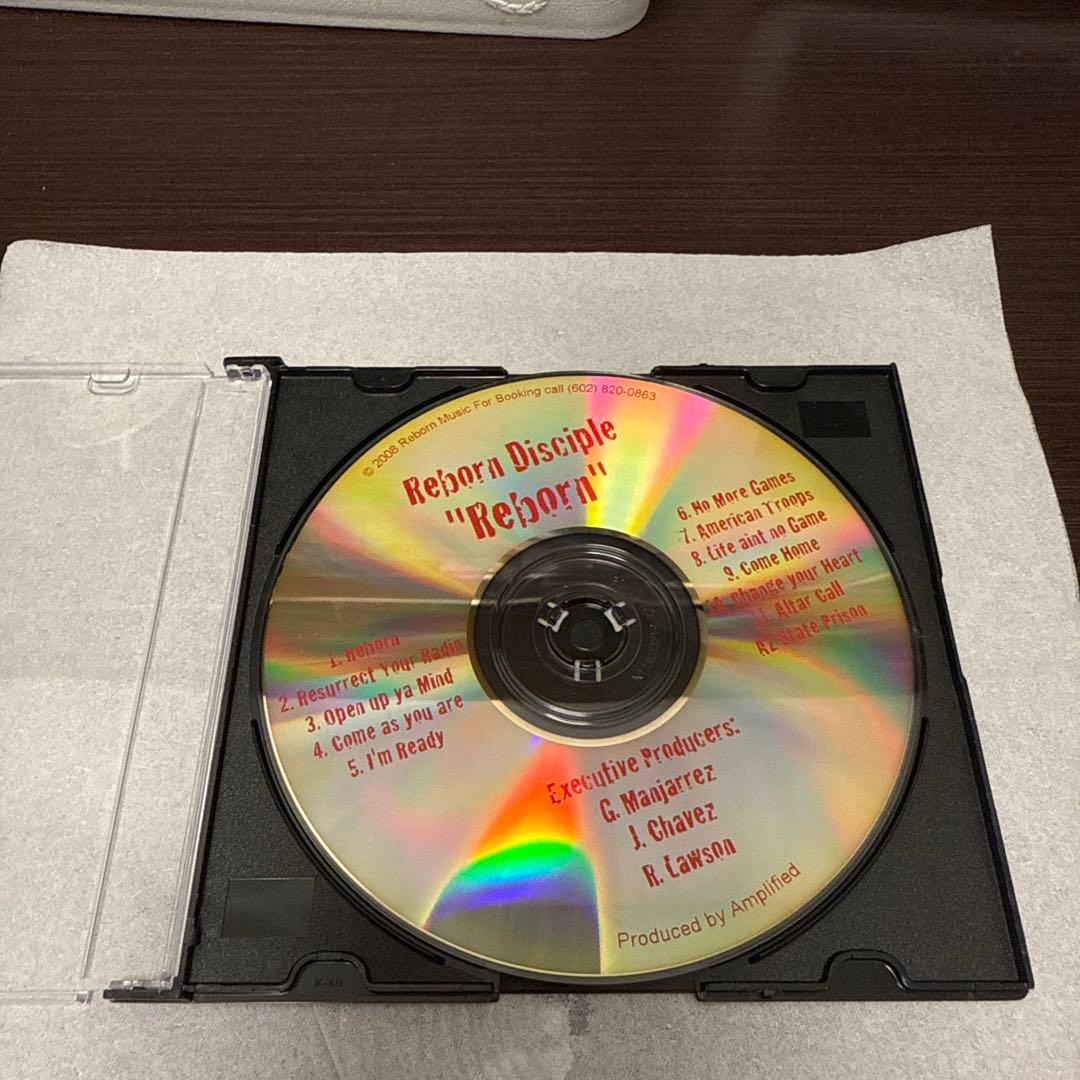 © 2008 Reborn Music For Booking call (602) 820-0863
Reborn Disciple
"Reborn"
1. Reborn
2. Resurrect Your Radio
3. Open up ya Mind
4. Come as you are
5. I'm Ready
6. No More Games
7. American Troops
8. Life aint no Game
9. Come Home
10. Change your Heart
11. Altar Call
AZ State Prison
Executive Producers:
G. Manjarrez
J. Chavez
R. Lawson
Produced by Amplified
K-4B